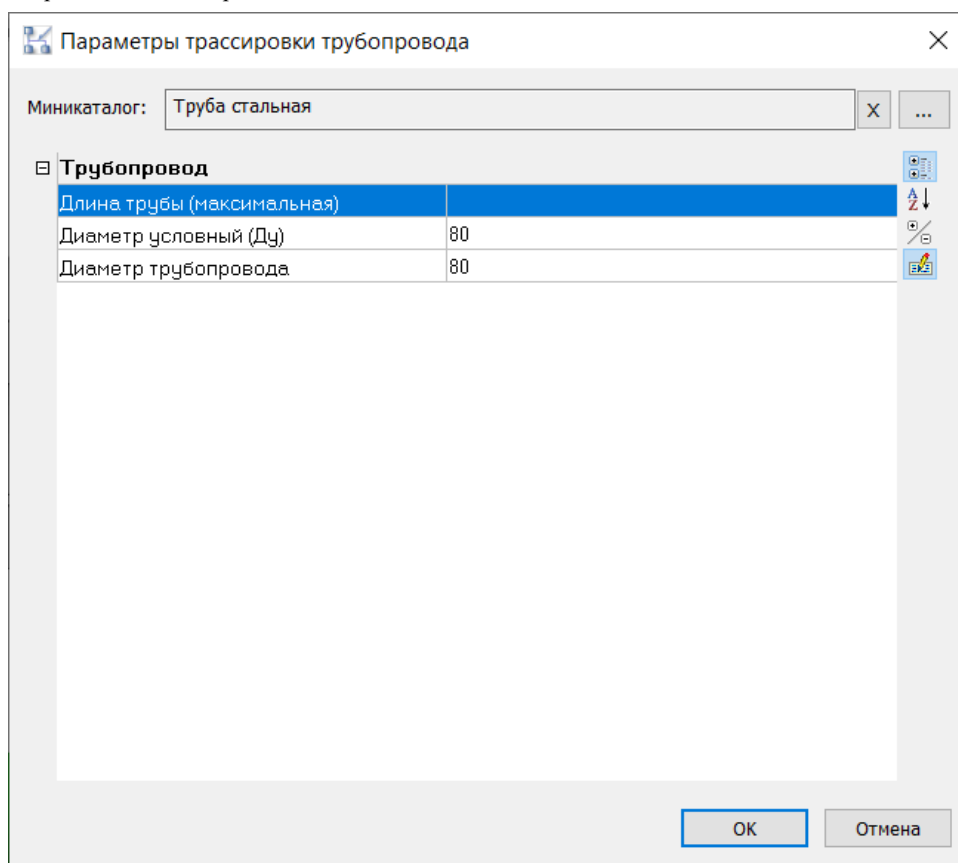 Параметры трассировки трубопровода
Миникаталог: Труба стальная X ...
Трубопровод
Длина трубы (максимальная)
Диаметр условный (Ду) 80
Диаметр трубопровода 80
OK Отмена